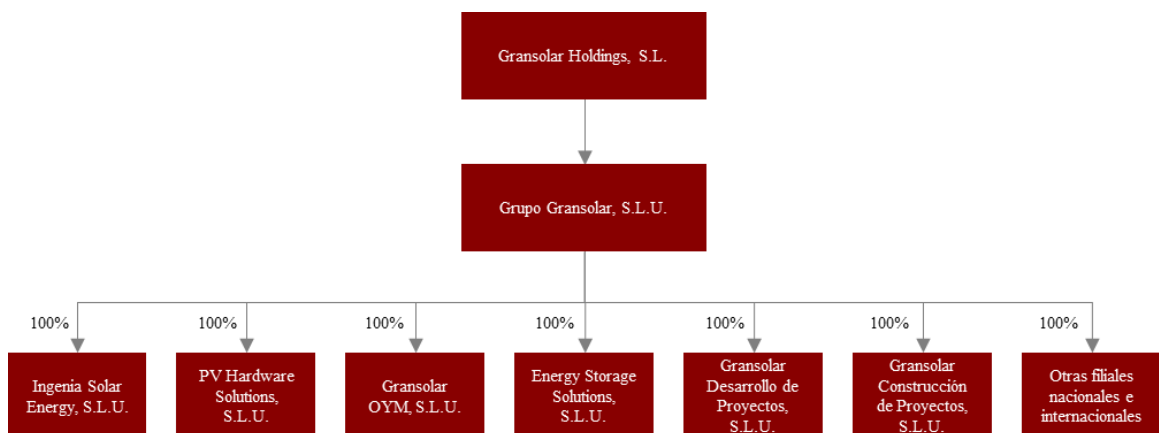 Gransolar Holdings, S.L.
Grupo Gransolar, S.L.U.
100%
100%
100%
100%
100%
100%
100%
Ingenia Solar
Energy, S.L.U.
PV Hardware
Solutions,
S.L.U.
Gransolar
OYM, S.L.U.
Energy Storage
Solutions,
S.L.U.
Gransolar
Desarrollo de
Proyectos,
S.L.U.
Gransolar
Construcción
de Proyectos,
S.L.U.
Otras filiales
nacionales e
internacionales